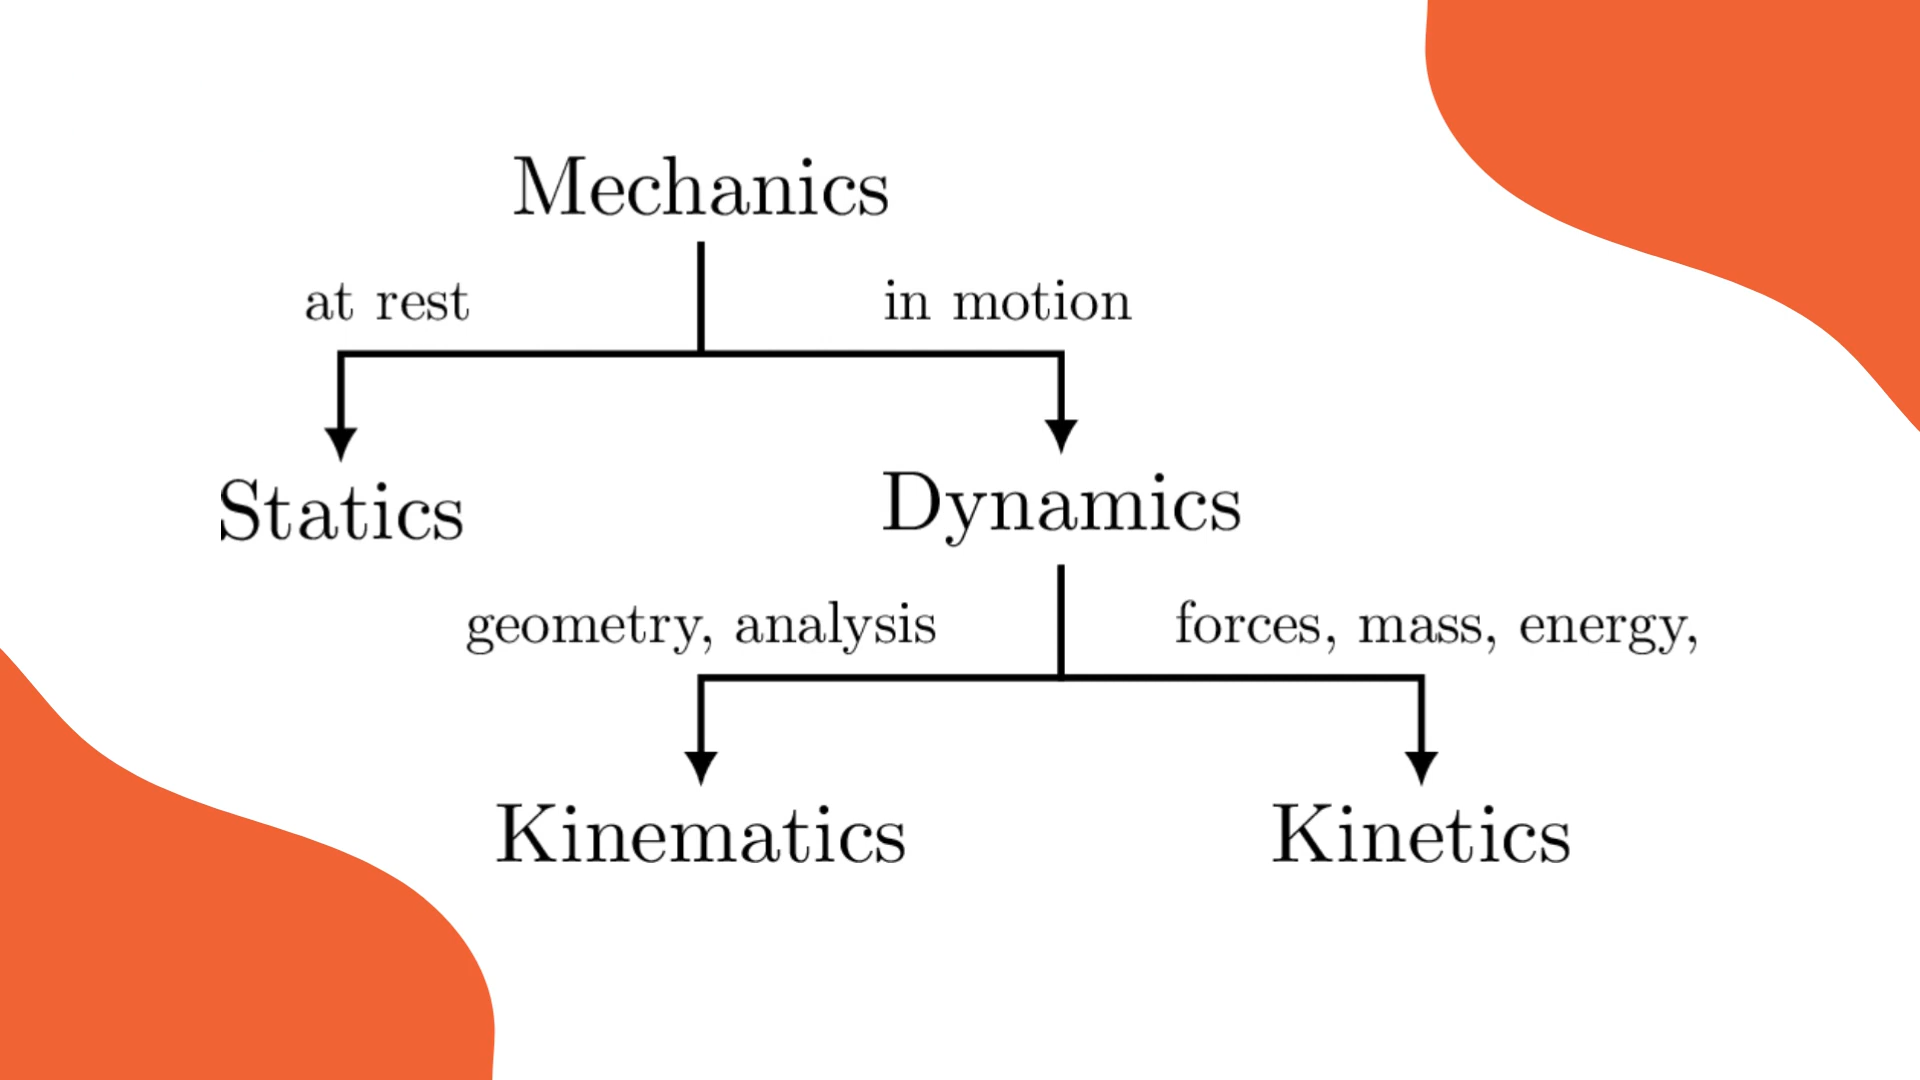 Mechanics
at rest
in motion
Statics
Dynamics
geometry, analysis
forces, mass, energy,
Kinematics
Kinetics